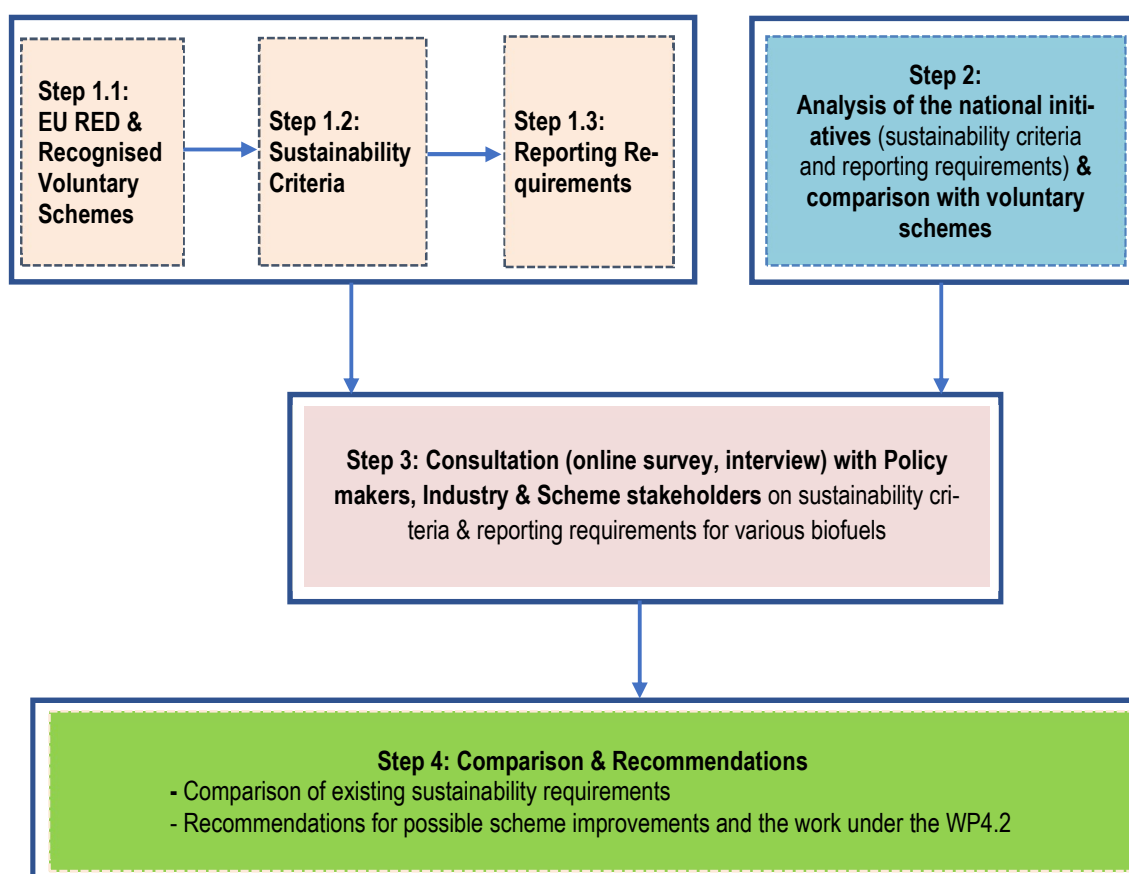 Step 1.1:
EU RED &
Recognised
Voluntary
Schemes
Step 1.2:
Sustainability
Criteria
Step 1.3:
Reporting Re-
quirements
Step 2:
Analysis of the national initi-
atives (sustainability criteria
and reporting requirements) &
comparison with voluntary
schemes
Step 3: Consultation (online survey, interview) with Policy
makers, Industry & Scheme stakeholders on sustainability cri-
teria & reporting requirements for various biofuels
Step 4: Comparison & Recommendations
- Comparison of existing sustainability requirements
- Recommendations for possible scheme improvements and the work under the WP4.2